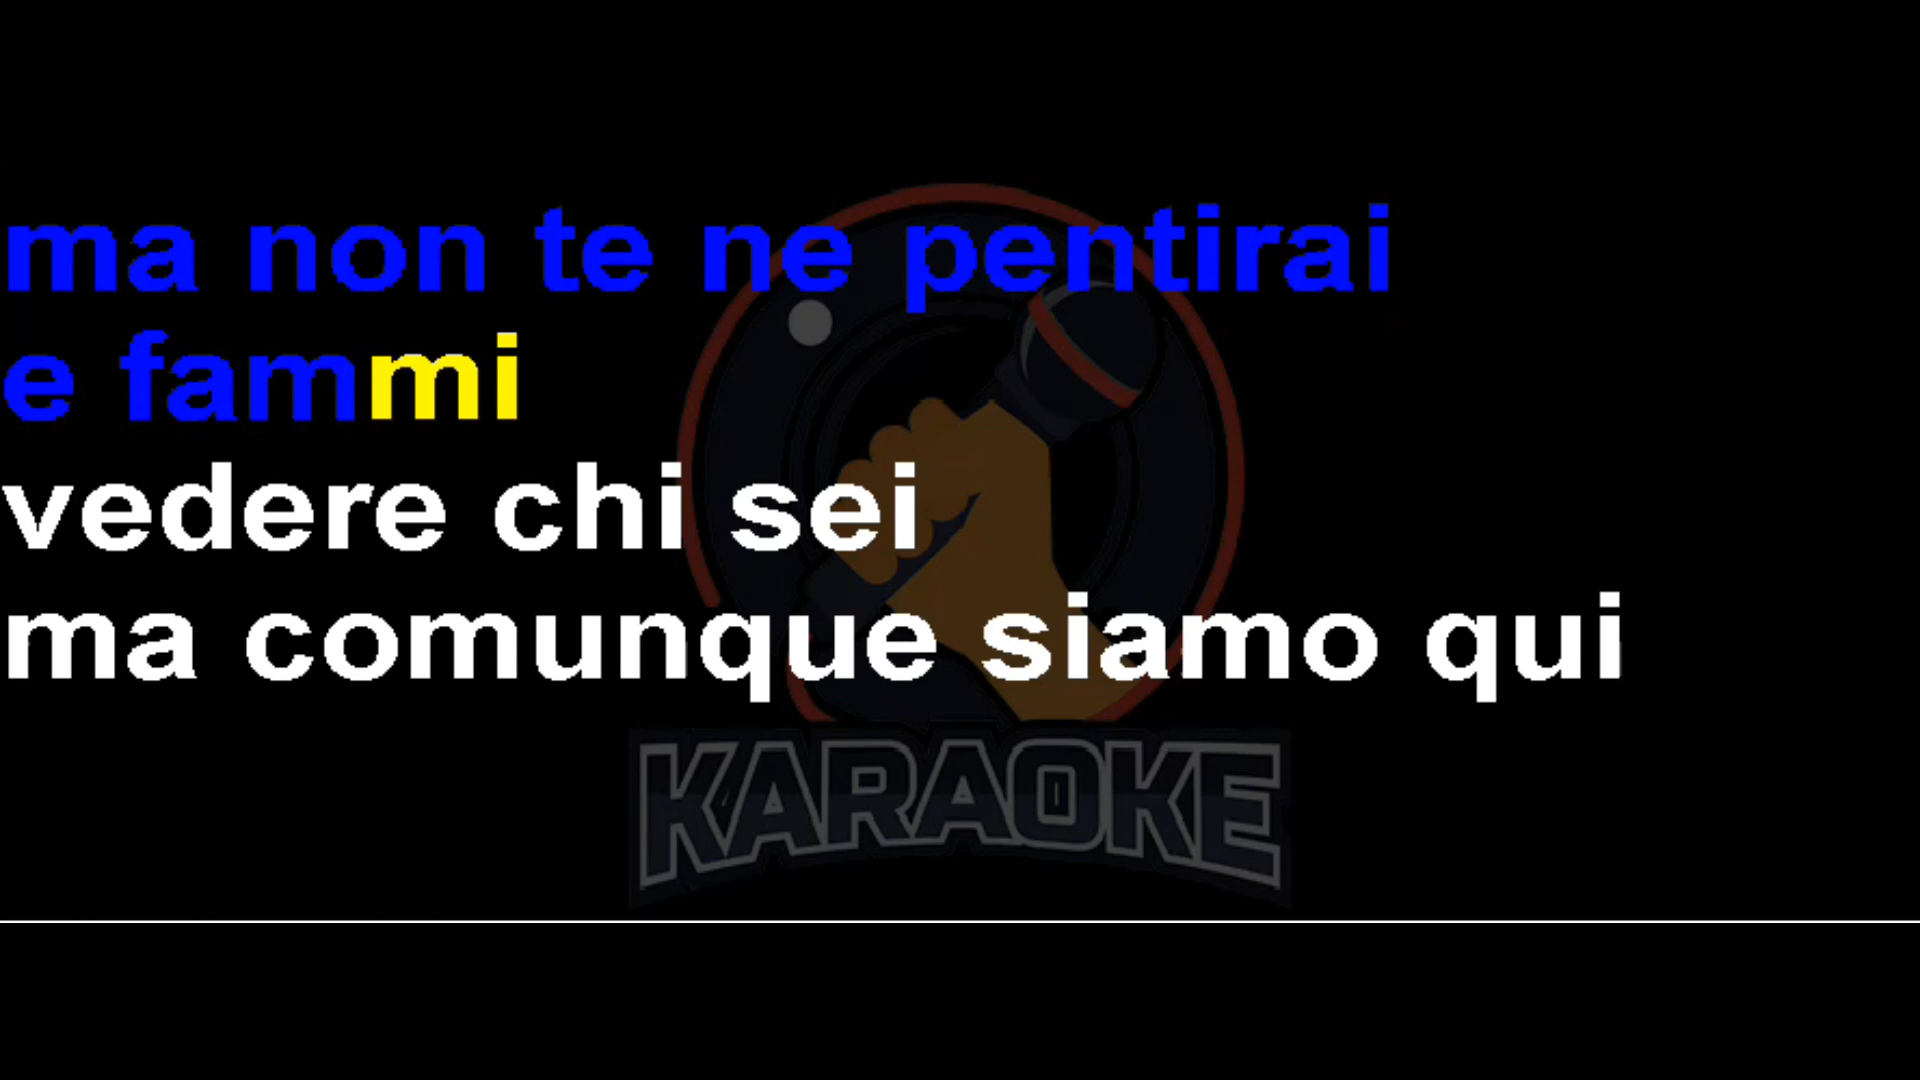 ma non te ne pentirai
e fammi
vedere chi sei
ma comunque siamo qui
KARAOKE